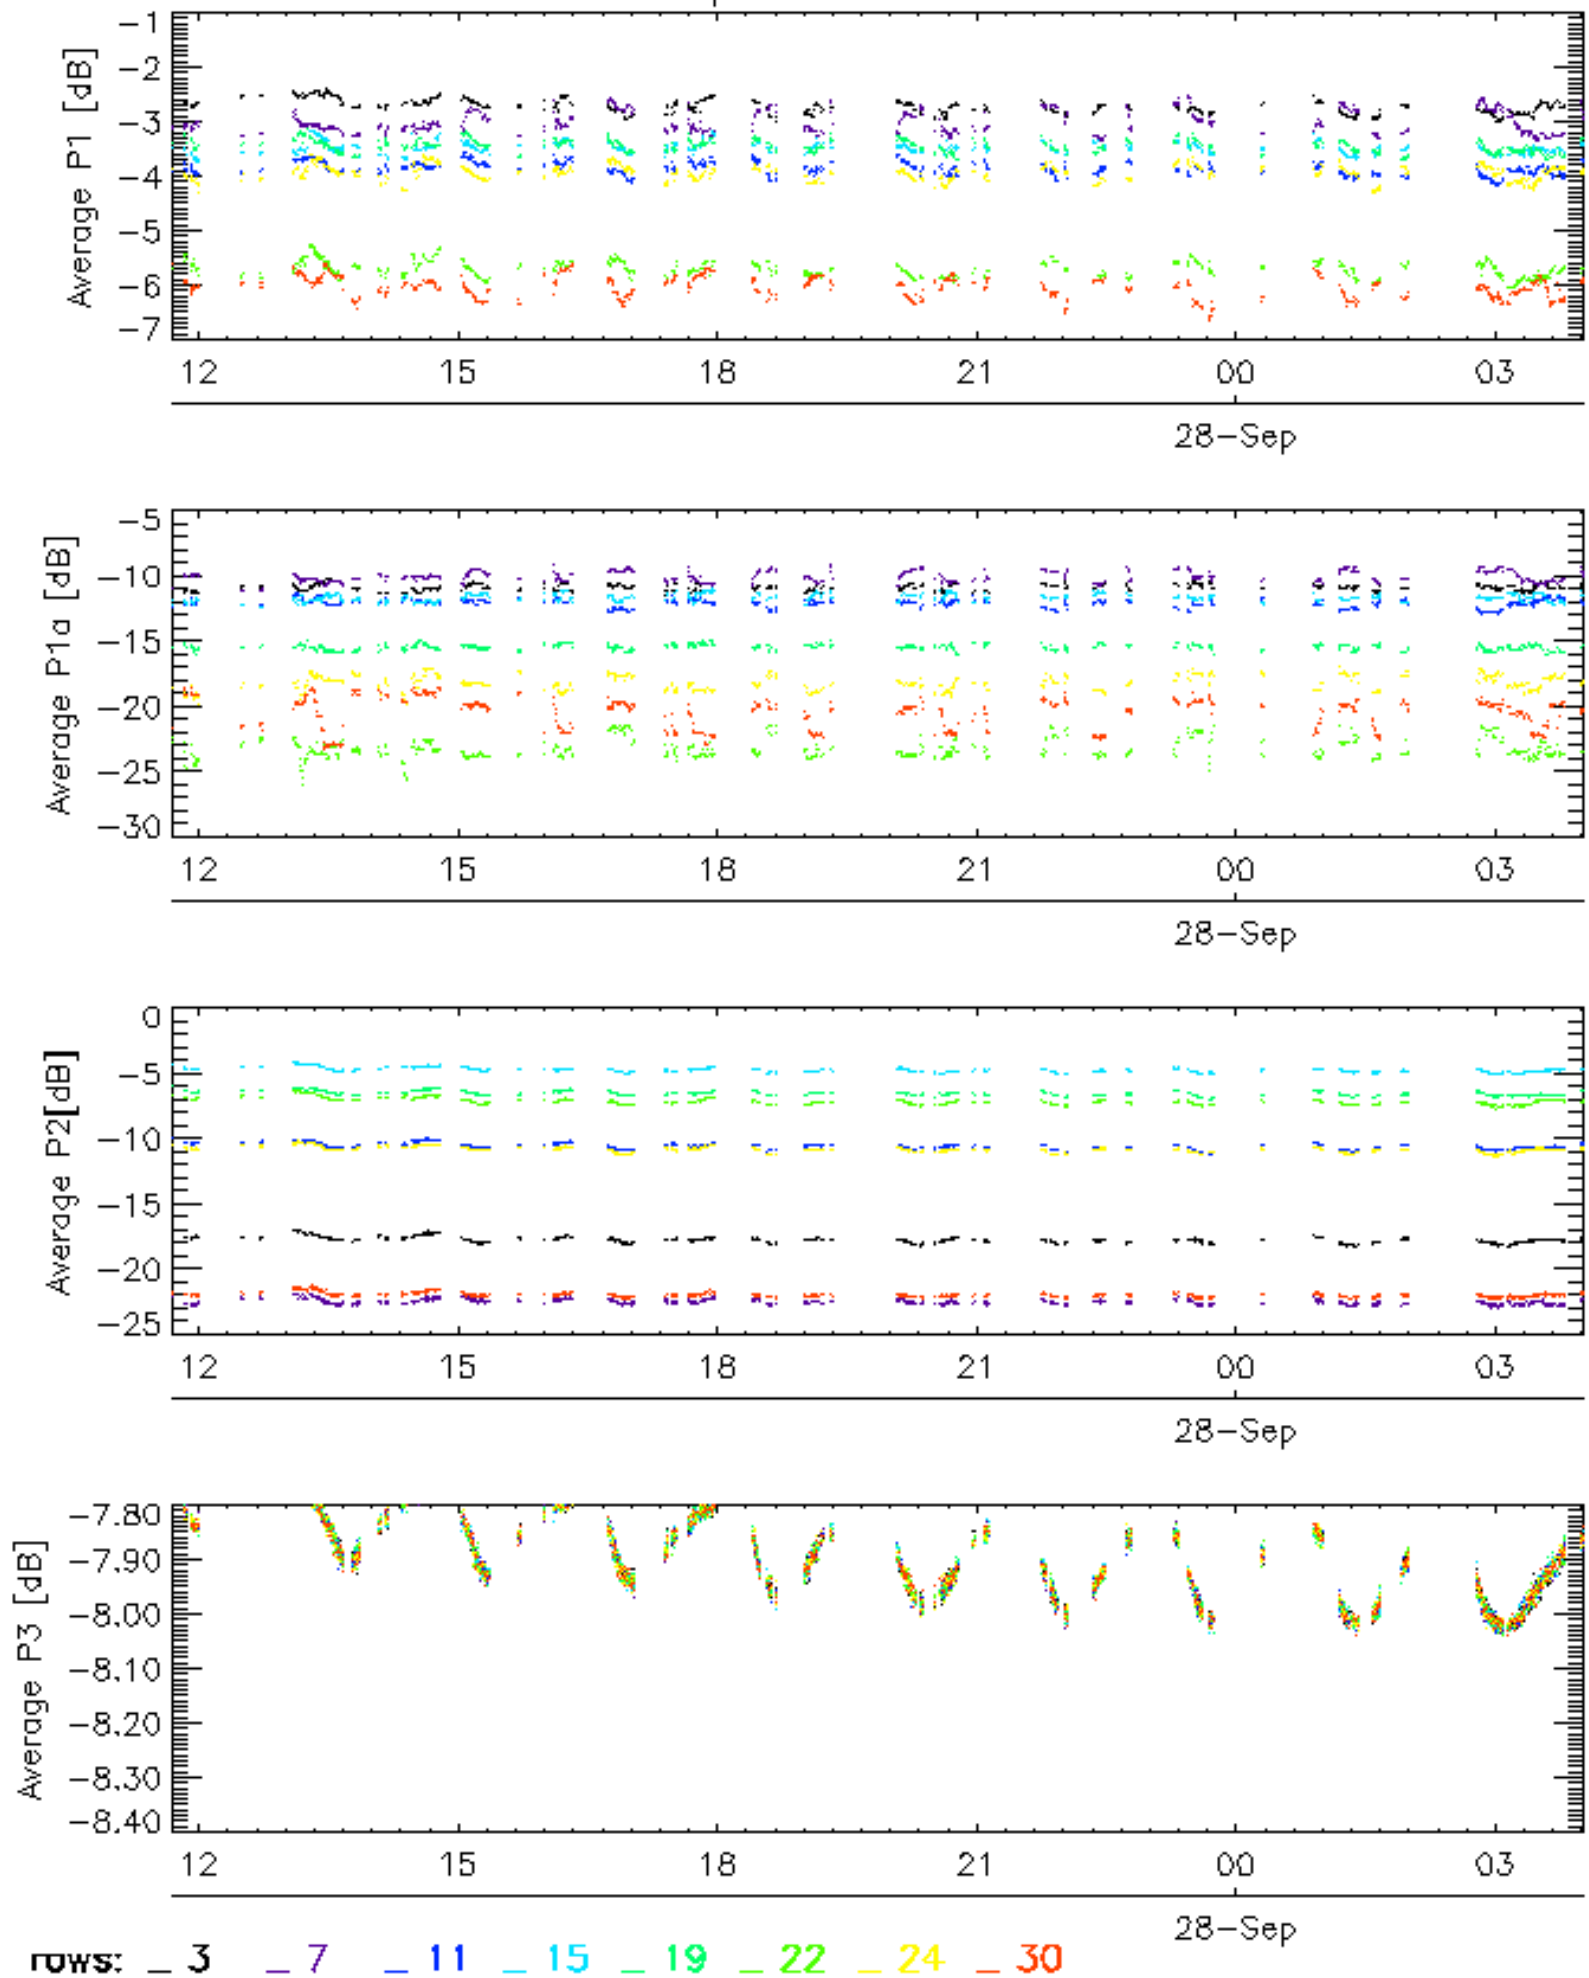 -1
-2
-3
-4
-5
-6
-7
Average P1 [dB]
12 15 18 21 00 03
28-Sep
-5
-10
-15
-20
-25
-30
Average P1a [dB]
12 15 18 21 00 03
28-Sep
0
-5
-10
-15
-20
-25
Average P2[dB]
12 15 18 21 00 03
28-Sep
-7.80
-7.90
-8.00
-8.10
-8.20
-8.30
-8.40
Average P3 [dB]
12 15 18 21 00 03
28-Sep
rows: _ 3 _ 7 _ 11 _ 15 _ 19 _ 22 _ 24 _ 30